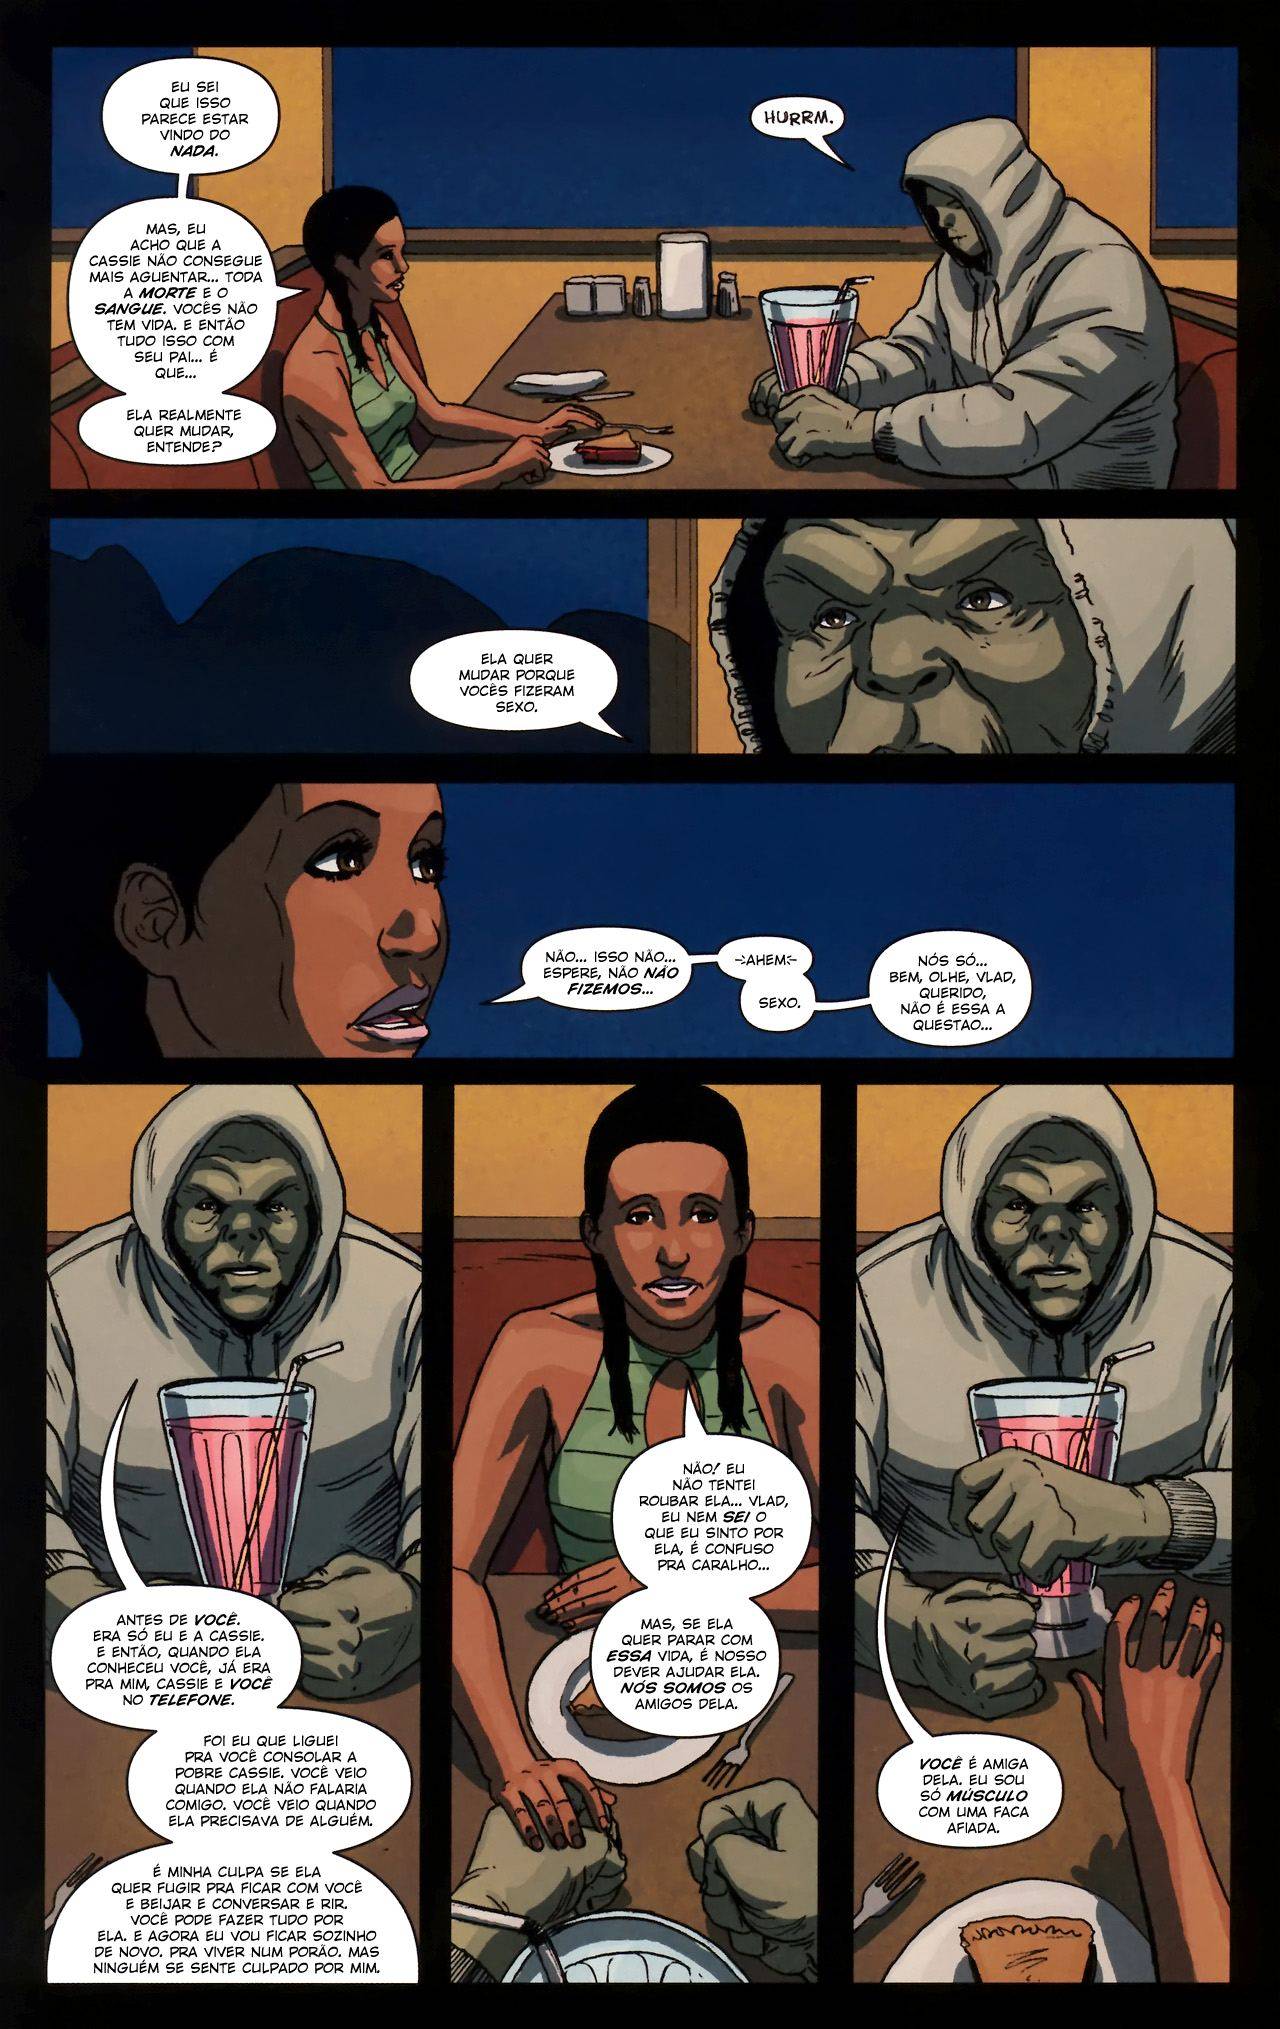 EU SEI
QUE ISSO
PARECE ESTAR
VINDO DO
NADA.
MAS, EU
ACHO QUE A
CASSIE NÃO CONSEGUE
MAIS AGUENTAR... TODA
A MORTE E O
SANGUE. VOCÊS NÃO
TEM VIDA. E ENTÃO
TUDO ISSO COM
SEU PAI... É
QUE...
ELA REALMENTE
QUER MUDAR,
ENTENDE?
HURRM.
ELA QUER
MUDAR PORQUE
VOCÊS FIZERAM
SEXO.
NÃO... ISSO NÃO...
ESPERE, NÃO NÃO
FIZEMOS...
AHEM
SEXO.
NÓS SÓ...
BEM, OLHE, VLAD,
QUERIDO,
NÃO É ESSA A
QUESTAO...
ANTES DE VOCÊ.
ERA SÓ EU E A CASSIE.
E ENTÃO, QUANDO ELA
CONHECEU VOCÊ, JÁ ERA
PRA MIM, CASSIE E VOCÊ
NO TELEFONE.
FOI EU QUE LIGUEI
PRA VOCÊ CONSOLAR A
POBRE CASSIE. VOCÊ VEIO
QUANDO ELA NÃO FALARIA
COMIGO. VOCÊ VEIO QUANDO
ELA PRECISAVA DE ALGUÉM.
É MINHA CULPA SE ELA
QUER FUGIR PRA FICAR COM VOCÊ
E BEIJAR E CONVERSAR E RIR.
VOCÊ PODE FAZER TUDO POR
ELA. E AGORA EU VOU FICAR SOZINHO
DE NOVO. PRA VIVER NUM PORÃO. MAS
NINGUÉM SE SENTE CULPADO POR MIM.
NÃO! EU
NÃO TENTEI
ROUBAR ELA... VLAD,
EU NEM SEI O
QUE EU SINTO POR
ELA, É CONFUSO
PRA CARALHO...
MAS, SE ELA
QUER PARAR COM
ESSA VIDA, É NOSSO
DEVER AJUDAR ELA.
NÓS SOMOS OS
AMIGOS DELA.
VOCÊ É AMIGA
DELA. EU SOU
SÓ MÚSCULO
COM UMA FACA
AFIADA.